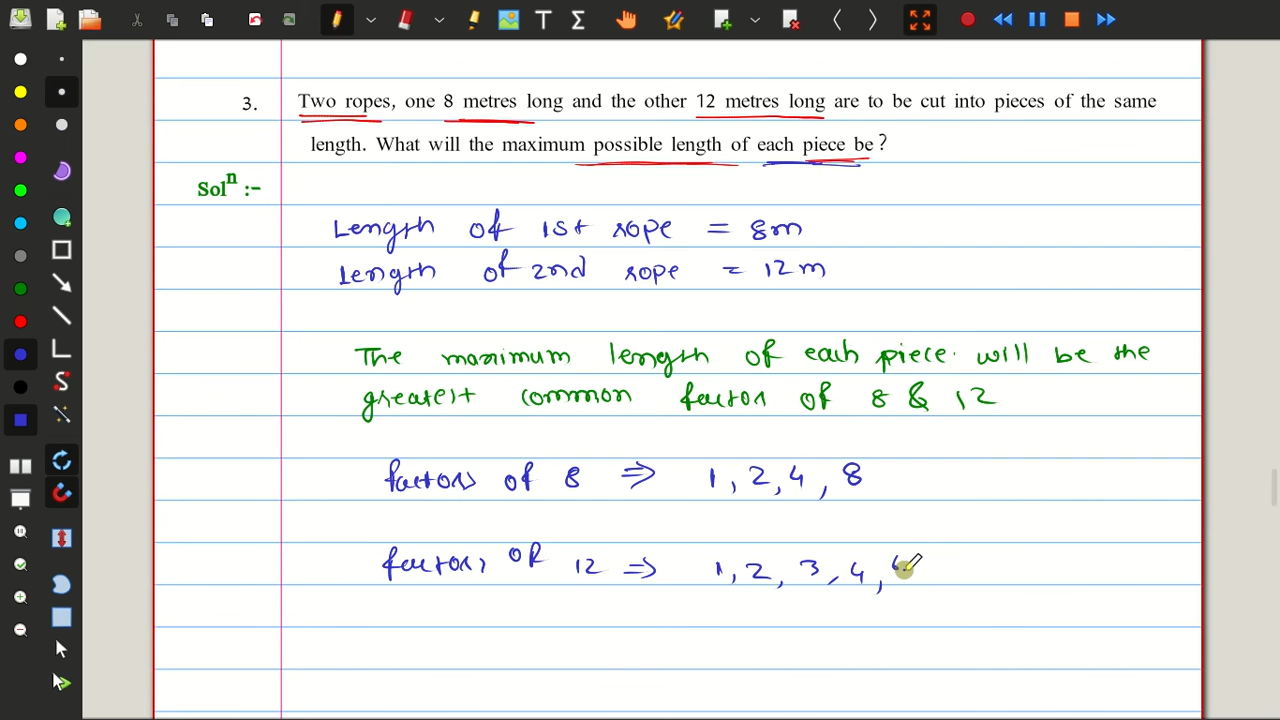 3. Two ropes, one 8 metres long and the other 12 metres long are to be cut into pieces of the same
length. What will the maximum possible length of each piece be?
Solⁿ :-
Length of 1st rope = 8m
Length of 2nd rope = 12m
The maximum length of each piece will be the
greatest common factor of 8 & 12
factors of 8 ⇒ 1, 2, 4, 8
factors of 12 ⇒ 1, 2, 3, 4,